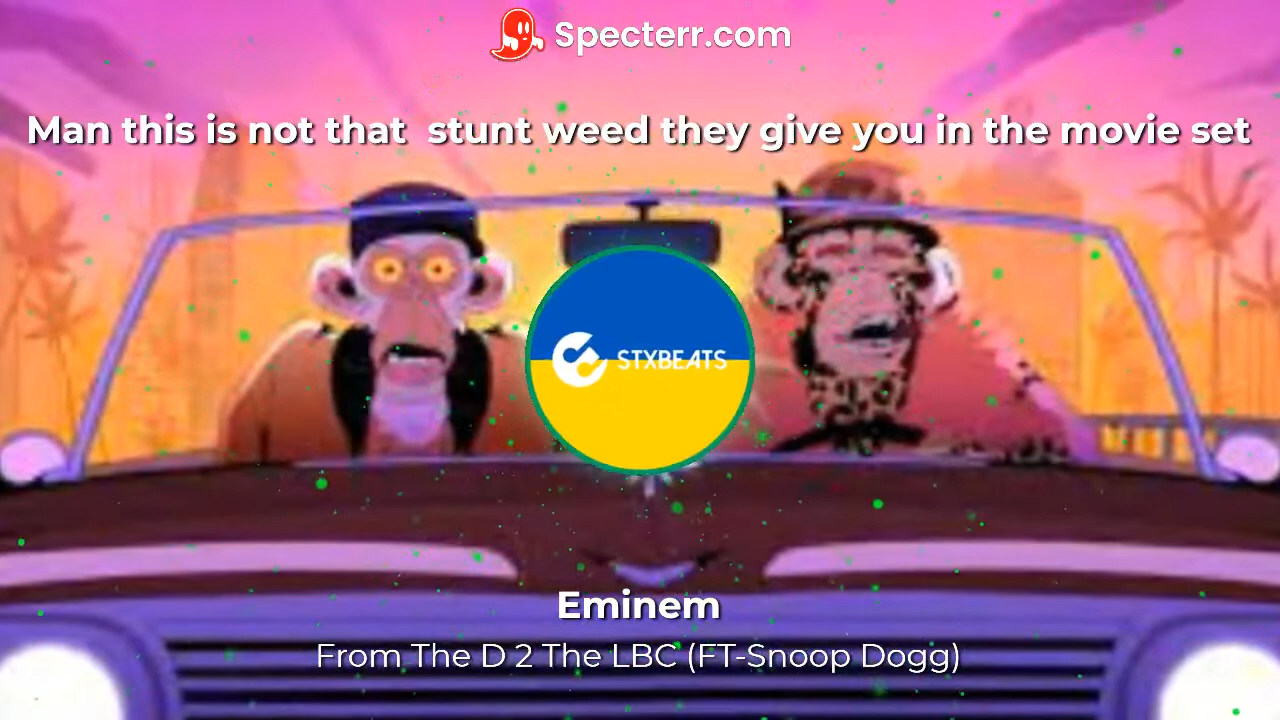 Specterr.com
Man this is not that  stunt weed they give you in the movie set
STXBEATS
Eminem
From The D 2 The LBC (FT-Snoop Dogg)